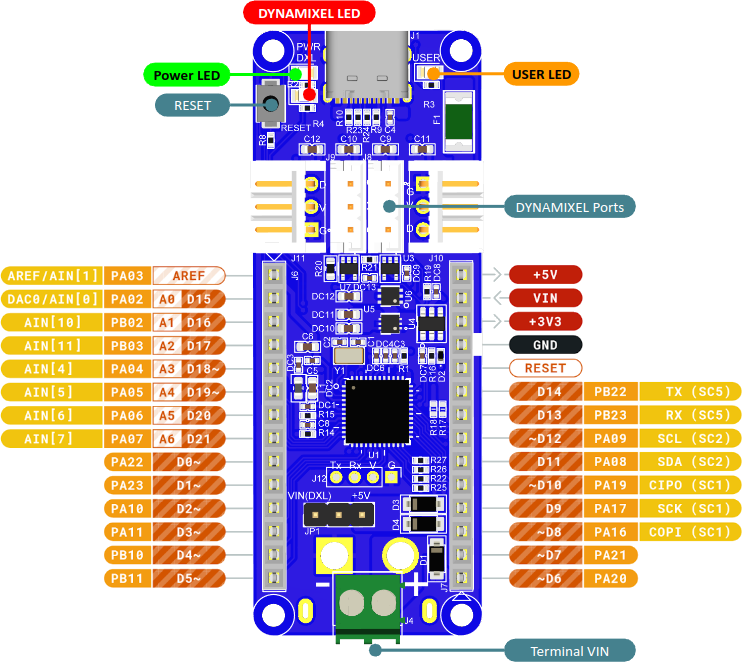 DYNAMIXEL LED
Power LED
USER LED
RESET
DYNAMIXEL Ports
PWR
DXL
J1
USER
R3
R4
RESET
R8
R10
R23
R24
R9
C4
F1
C12
C10
C9
C11
J9
J8
D
V
G
G
V
D
J11
J10
J6
AREF/AIN[1] PA03 AREF
DAC0/AIN[0] PA02 A0 D15
AIN[10] PB02 A1 D16
AIN[11] PB03 A2 D17
AIN[4] PA04 A3 D18~
AIN[5] PA05 A4 D19~
AIN[6] PA06 A5 D20
AIN[7] PA07 A6 D21
PA22 D0~
PA23 D1~
PA10 D2~
PA11 D3~
PB10 D4~
PB11 D5~
R20
R21
U3
DC9
R19
DC8
U7
DC13
DC12
U6
DC11
U5
DC10
U4
C6
C2
C1
DC4
C3
DC3
C5
Y1
DC6
R1
DC7
R16
D2
DC2
DC1
R15
C8
R14
R18
R17
U1
Tx Rx V G
J12
R27
R26
R22
R25
VIN(DXL) +5V
JP1
D3
D4
D1
J7
- +
J4
+5V
VIN
+3V3
GND
RESET
D14 PB22 TX (SC5)
D13 PB23 RX (SC5)
~D12 PA09 SCL (SC2)
D11 PA08 SDA (SC2)
~D10 PA19 CIPO (SC1)
D9 PA17 SCK (SC1)
~D8 PA16 COPI (SC1)
~D7 PA21
~D6 PA20
Terminal VIN